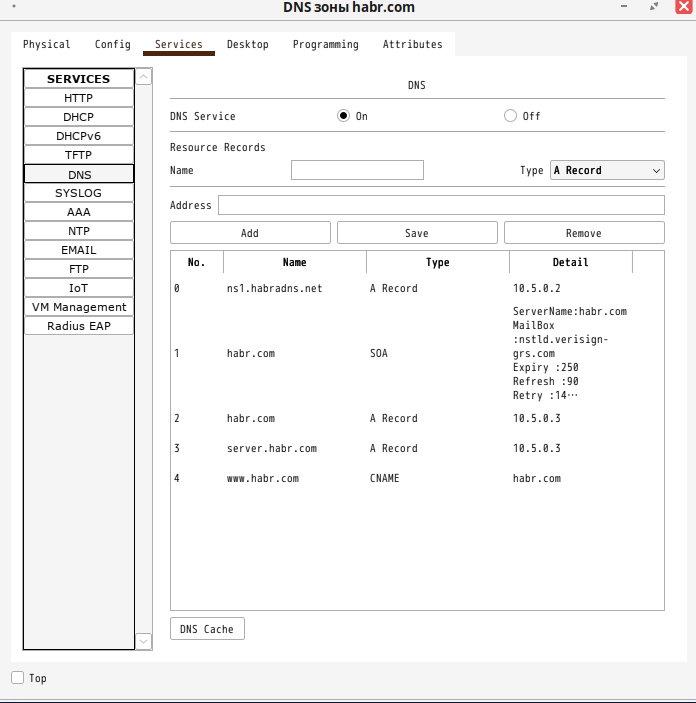 DNS зоны habr.com
Physical Config Services Desktop Programming Attributes
SERVICES
HTTP
DHCP
DHCPv6
TFTP
DNS
SYSLOG
AAA
NTP
EMAIL
FTP
IoT
VM Management
Radius EAP
DNS
DNS Service On Off
Resource Records
Name Type A Record
Address
Add Save Remove
No. Name Type Detail
0 ns1.habradns.net A Record 10.5.0.2
1 habr.com SOA ServerName:habr.com
MailBox
:nstld.verisign-
grs.com
Expiry :250
Refresh :90
Retry :14…
2 habr.com A Record 10.5.0.3
3 server.habr.com A Record 10.5.0.3
4 www.habr.com CNAME habr.com
DNS Cache
Top